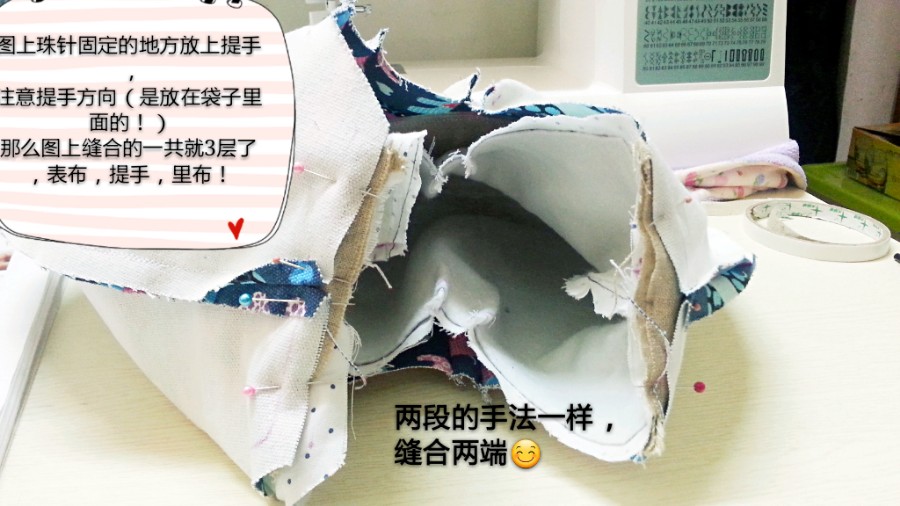 图上珠针固定的地方放上提手
，
注意提手方向（是放在袋子里
面的！）
那么图上缝合的一共就3层了
，表布，提手，里布！
两段的手法一样，
缝合两端😊